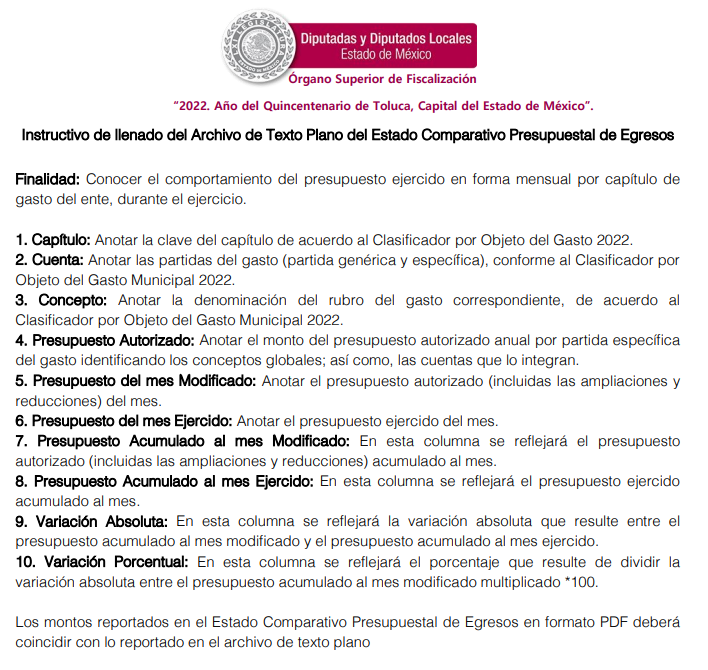 Diputadas y Diputados Locales
Estado de México
Órgano Superior de Fiscalización
“2022. Año del Quincentenario de Toluca, Capital del Estado de México”.
Instructivo de llenado del Archivo de Texto Plano del Estado Comparativo Presupuestal de Egresos
Finalidad: Conocer el comportamiento del presupuesto ejercido en forma mensual por capítulo de
gasto del ente, durante el ejercicio.
1. Capítulo: Anotar la clave del capítulo de acuerdo al Clasificador por Objeto del Gasto 2022.
2. Cuenta: Anotar las partidas del gasto (partida genérica y específica), conforme al Clasificador por
Objeto del Gasto Municipal 2022.
3. Concepto: Anotar la denominación del rubro del gasto correspondiente, de acuerdo al
Clasificador por Objeto del Gasto Municipal 2022.
4. Presupuesto Autorizado: Anotar el monto del presupuesto autorizado anual por partida específica
del gasto identificando los conceptos globales; así como, las cuentas que lo integran.
5. Presupuesto del mes Modificado: Anotar el presupuesto autorizado (incluidas las ampliaciones y
reducciones) del mes.
6. Presupuesto del mes Ejercido: Anotar el presupuesto ejercido del mes.
7. Presupuesto Acumulado al mes Modificado: En esta columna se reflejará el presupuesto
autorizado (incluidas las ampliaciones y reducciones) acumulado al mes.
8. Presupuesto Acumulado al mes Ejercido: En esta columna se reflejará el presupuesto ejercido
acumulado al mes.
9. Variación Absoluta: En esta columna se reflejará la variación absoluta que resulte entre el
presupuesto acumulado al mes modificado y el presupuesto acumulado al mes ejercido.
10. Variación Porcentual: En esta columna se reflejará el porcentaje que resulte de dividir la
variación absoluta entre el presupuesto acumulado al mes modificado multiplicado *100.
Los montos reportados en el Estado Comparativo Presupuestal de Egresos en formato PDF deberá
coincidir con lo reportado en el archivo de texto plano